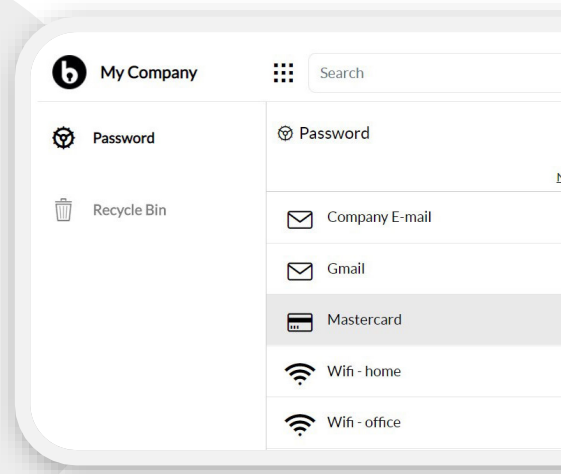 My Company
Search
Password
Recycle Bin
Password
N
Company E-mail
Gmail
Mastercard
Wifi - home
Wifi - office